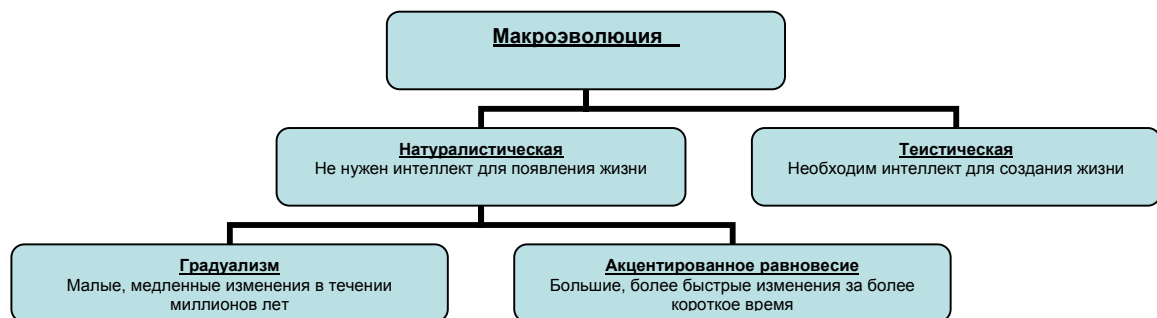 Макроэволюция
Натуралистическая
Не нужен интеллект для появления жизни
Теистическая
Необходим интеллект для создания жизни
Градуализм
Малые, медленные изменения в течении
миллионов лет
Акцентированное равновесие
Большие, более быстрые изменения за более
короткое время